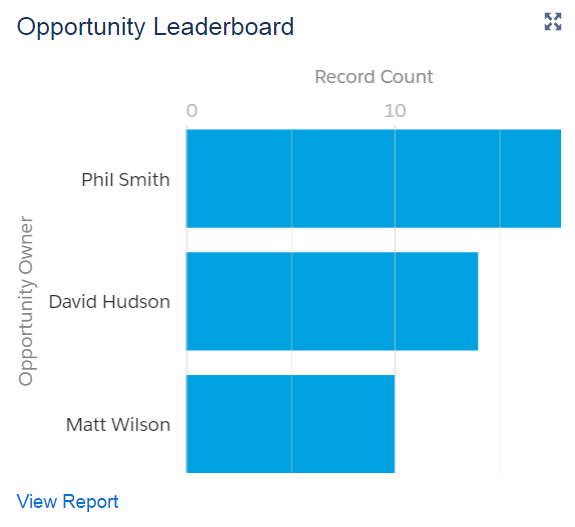 Opportunity Leaderboard
Record Count
0 10
Opportunity Owner
Phil Smith
David Hudson
Matt Wilson
View Report